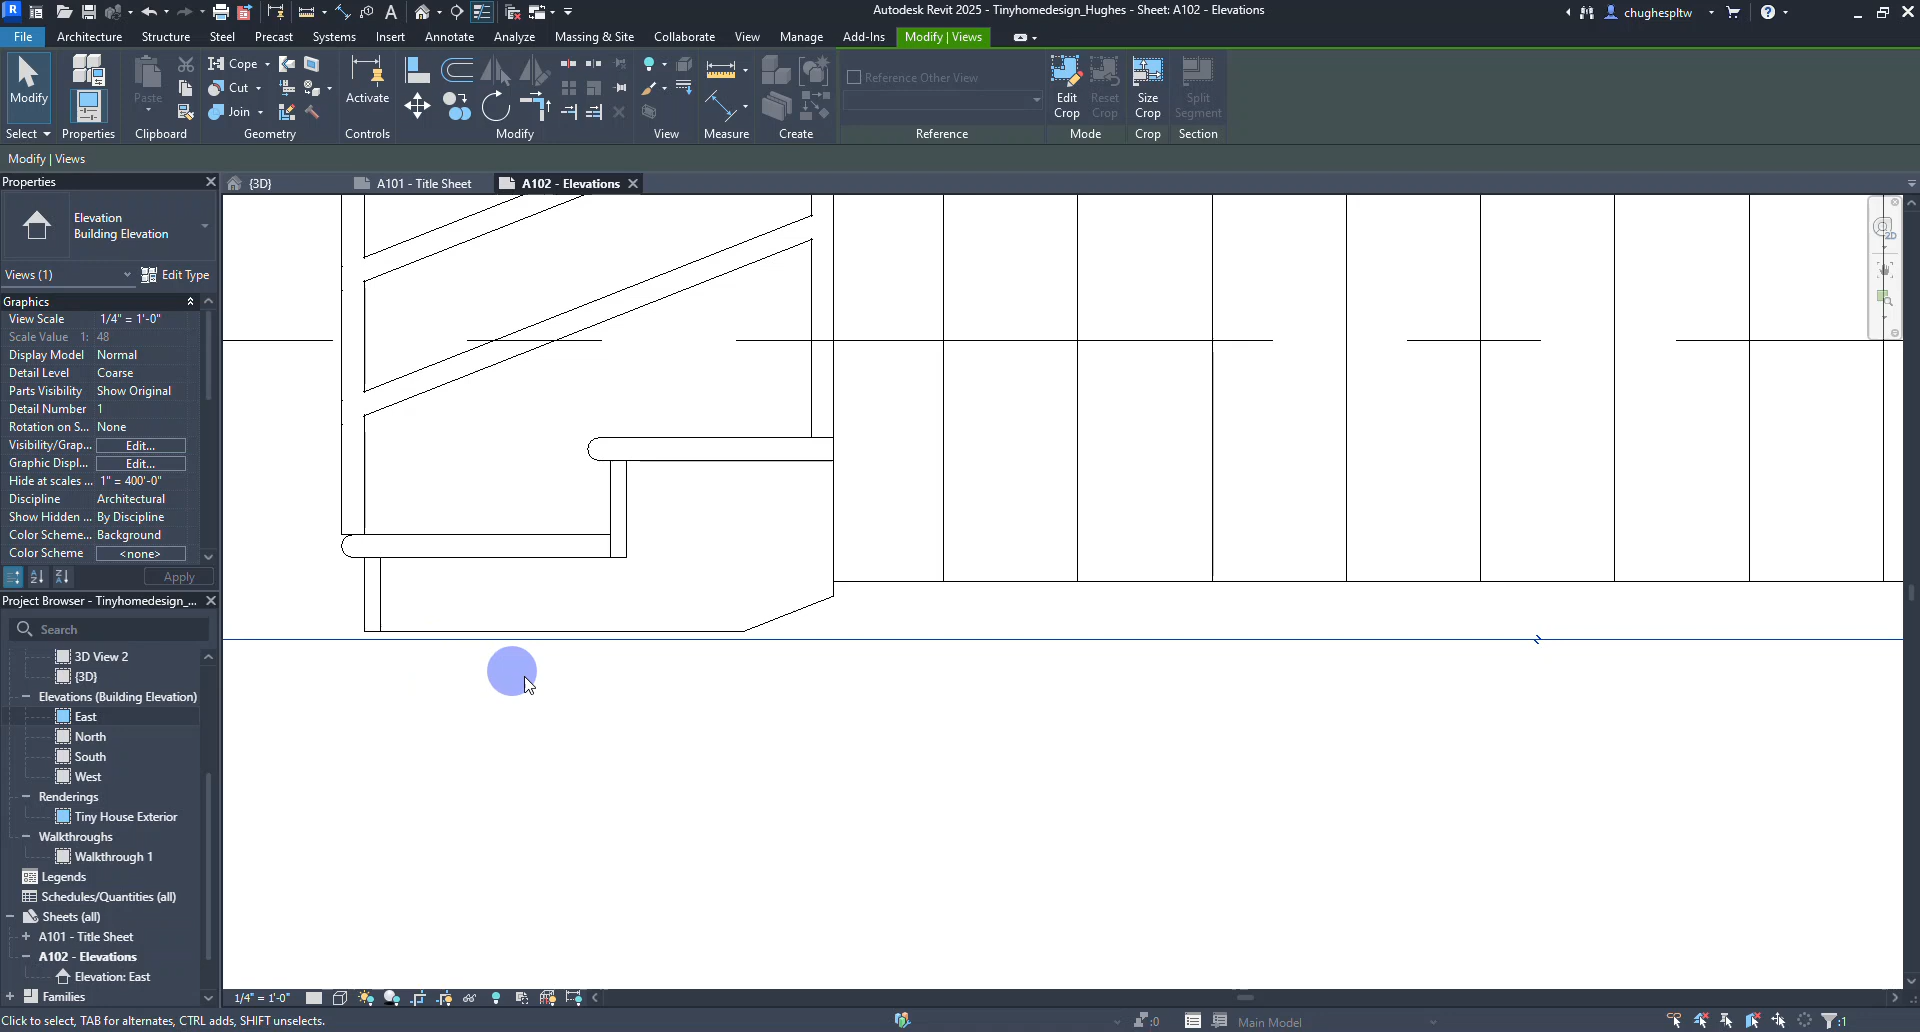 Autodesk Revit 2025 - Tinyhomedesign_Hughes - Sheet: A102 - Elevations
chughespltw
File Architecture Structure Steel Precast Systems Insert Annotate Analyze Massing & Site Collaborate View Manage Add-Ins Modify | Views
Modify
Select
Properties
Paste
Clipboard
Cope
Cut
Join
Geometry
Activate
Controls
Modify
View
Measure
Create
Reference Other View
Reference
Edit Crop
Reset Crop
Mode
Size Crop
Crop
Split Segment
Section
Modify | Views
Properties
{3D}
A101 - Title Sheet
A102 - Elevations
Elevation
Building Elevation
Views (1)
Edit Type
Graphics
View Scale 1/4" = 1'-0"
Scale Value 1: 48
Display Model Normal
Detail Level Coarse
Parts Visibility Show Original
Detail Number 1
Rotation on S... None
Visibility/Grap... Edit...
Graphic Displ... Edit...
Hide at scales ... 1" = 400'-0"
Discipline Architectural
Show Hidden ... By Discipline
Color Scheme... Background
Color Scheme <none>
Apply
Project Browser - Tinyhomedesign_...
Search
3D View 2
{3D}
Elevations (Building Elevation)
East
North
South
West
Renderings
Tiny House Exterior
Walkthroughs
Walkthrough 1
Legends
Schedules/Quantities (all)
Sheets (all)
A101 - Title Sheet
A102 - Elevations
Elevation: East
Families
2D
1/4" = 1'-0"
Click to select, TAB for alternates, CTRL adds, SHIFT unselects.
:0
Main Model
:1